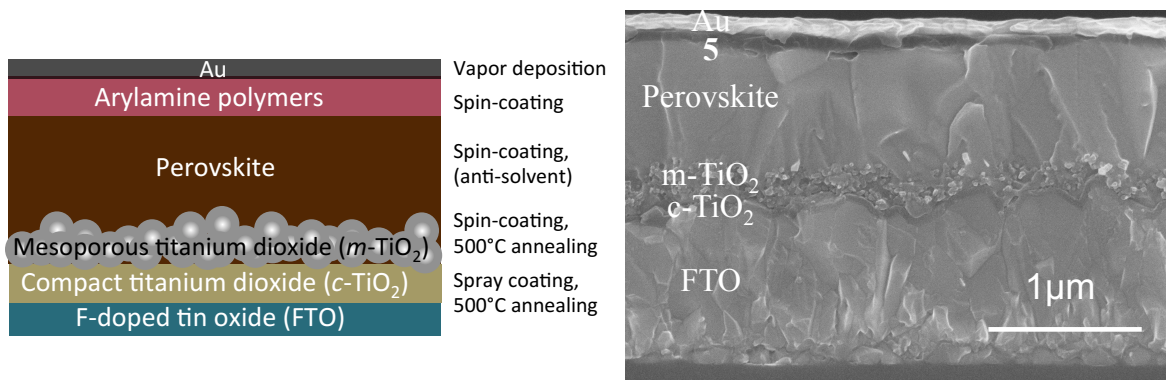 Au
Arylamine polymers
Perovskite
Mesoporous titanium dioxide (m-TiO₂)
Compact titanium dioxide (c-TiO₂)
F-doped tin oxide (FTO)
Vapor deposition
Spin-coating
Spin-coating,
(anti-solvent)
Spin-coating,
500°C annealing
Spray coating,
500°C annealing
Au
5
Perovskite
m-TiO₂
c-TiO₂
FTO
1μm